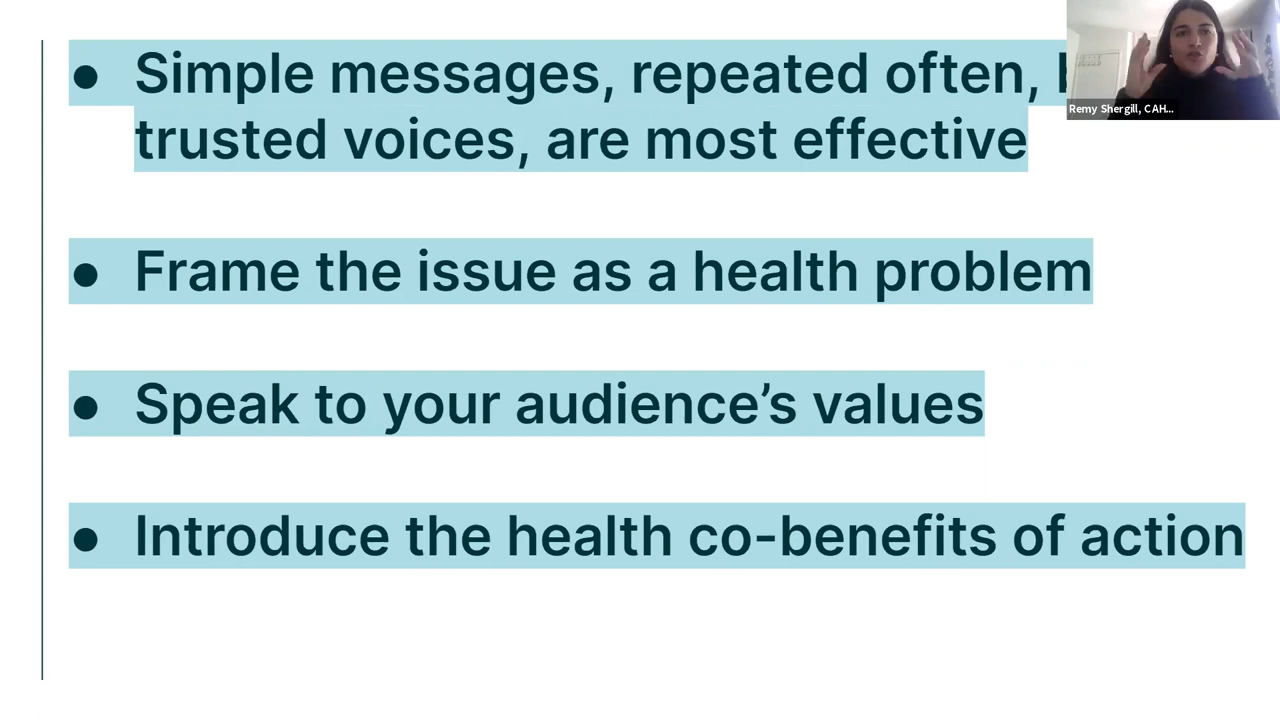 ● Simple messages, repeated often,
trusted voices, are most effective
● Frame the issue as a health problem
● Speak to your audience’s values
● Introduce the health co-benefits of action
Remy Shergill, CAH...